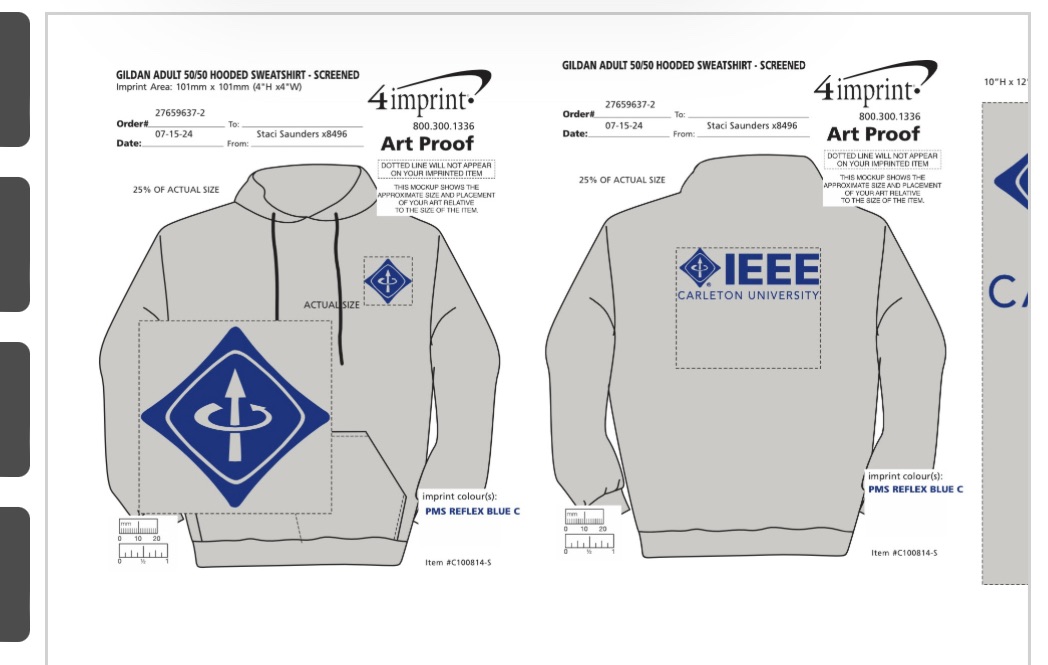 GILDAN ADULT 50/50 HOODED SWEATSHIRT - SCREENED
Imprint Area: 101mm x 101mm (4"H x4"W)
4imprint
27659637-2
Order# To:
800.300.1336
07-15-24 Staci Saunders x8496
Date: From:
Art Proof
DOTTED LINE WILL NOT APPEAR
ON YOUR IMPRINTED ITEM
25% OF ACTUAL SIZE
THIS MOCKUP SHOWS THE
APPROXIMATE SIZE AND PLACEMENT
OF YOUR ART RELATIVE
TO THE SIZE OF THE ITEM.
ACTUAL SIZE
imprint colour(s):
PMS REFLEX BLUE C
mm
0 10 20
0 ½ 1
Item #C100814-S
GILDAN ADULT 50/50 HOODED SWEATSHIRT - SCREENED
4imprint
27659637-2
Order# To:
800.300.1336
07-15-24 Staci Saunders x8496
Date: From:
Art Proof
DOTTED LINE WILL NOT APPEAR
ON YOUR IMPRINTED ITEM
25% OF ACTUAL SIZE
THIS MOCKUP SHOWS THE
APPROXIMATE SIZE AND PLACEMENT
OF YOUR ART RELATIVE
TO THE SIZE OF THE ITEM.
IEEE
®
CARLETON UNIVERSITY
imprint colour(s):
PMS REFLEX BLUE C
mm
0 10 20
0 ½ 1
Item #C100814-S
10"H x 12"
CA